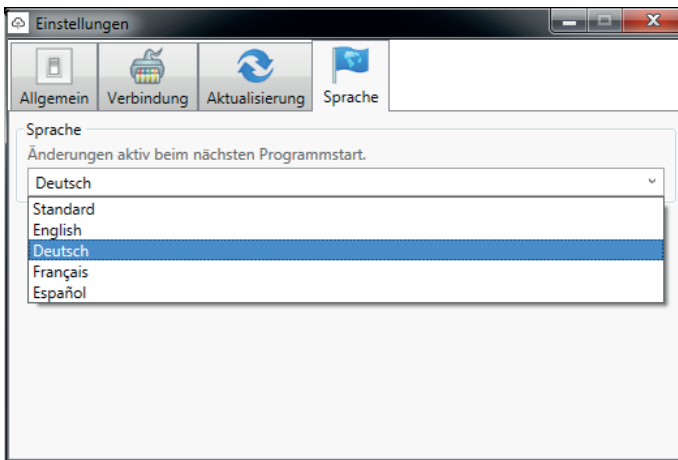 Einstellungen
Allgemein Verbindung Aktualisierung Sprache
Sprache
Änderungen aktiv beim nächsten Programmstart.
Deutsch
Standard
English
Deutsch
Français
Español